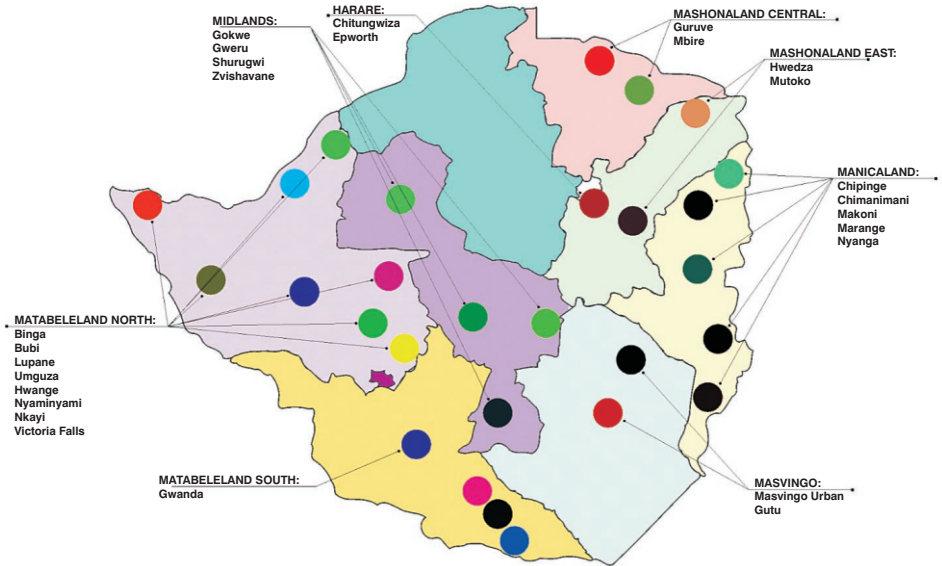 MIDLANDS:
Gokwe
Gweru
Shurugwi
Zvishavane
HARARE:
Chitungwiza
Epworth
MASHONALAND CENTRAL:
Guruve
Mbire
MASHONALAND EAST:
Hwedza
Mutoko
MANICALAND:
Chipinge
Chimanimani
Makoni
Marange
Nyanga
MATABELELAND NORTH:
Binga
Bubi
Lupane
Umguza
Hwange
Nyaminyami
Nkayi
Victoria Falls
MATABELELAND SOUTH:
Gwanda
MASVINGO:
Masvingo Urban
Gutu